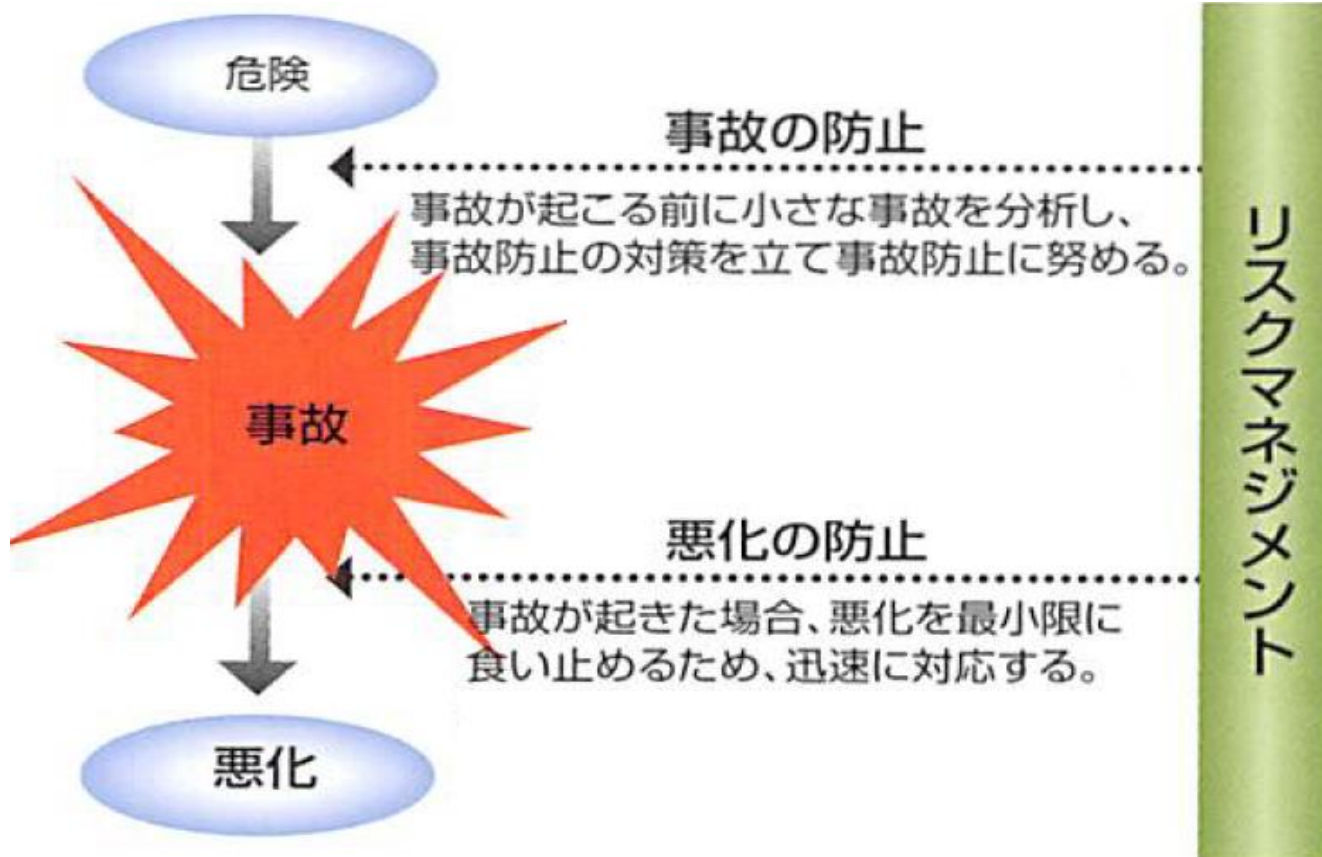 危険
事故の防止
事故が起こる前に小さな事故を分析し、
事故防止の対策を立て事故防止に努める。
事故
悪化の防止
事故が起きた場合、悪化を最小限に
食い止めるため、迅速に対応する。
悪化
リスクマネジメント